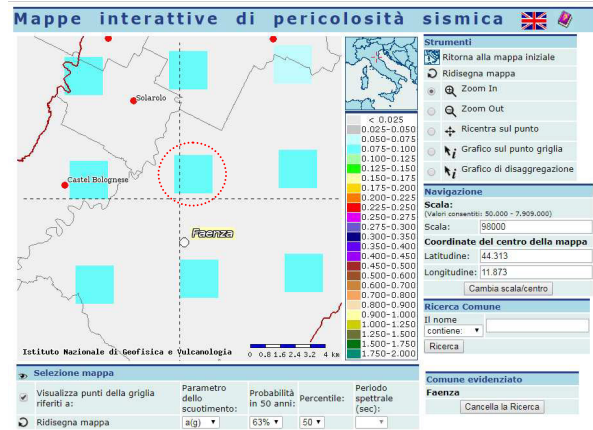 Mappe interattive di pericolosità sismica
Solarolo
Castel Bolognese
Faenza
Istituto Nazionale di Geofisica e Vulcanologia
0 0.8 1.6 2.4 3.2 4 km
< 0.025
0.025-0.050
0.050-0.075
0.075-0.100
0.100-0.125
0.125-0.150
0.150-0.175
0.175-0.200
0.200-0.225
0.225-0.250
0.250-0.275
0.275-0.300
0.300-0.350
0.350-0.400
0.400-0.450
0.450-0.500
0.500-0.600
0.600-0.700
0.700-0.800
0.800-0.900
0.900-1.000
1.000-1.250
1.250-1.500
1.500-1.750
1.750-2.000
Strumenti
Ritorna alla mappa iniziale
Ridisegna mappa
Zoom In
Zoom Out
Ricentra sul punto
Grafico sul punto griglia
Grafico di disaggregazione
Navigazione
Scala:
(Valori consentiti: 50.000 - 7.909.000)
Scala: 98000
Coordinate del centro della mappa
Latitudine: 44.313
Longitudine: 11.873
Cambia scala/centro
Ricerca Comune
Il nome
contiene:
Ricerca
Comune evidenziato
Faenza
Cancella la Ricerca
Selezione mappa
Visualizza punti della griglia
riferiti a:
Parametro
dello
scuotimento:
Probabilità
in 50 anni:
Percentile:
Periodo
spettrale
(sec):
Ridisegna mappa a(g) 63% 50